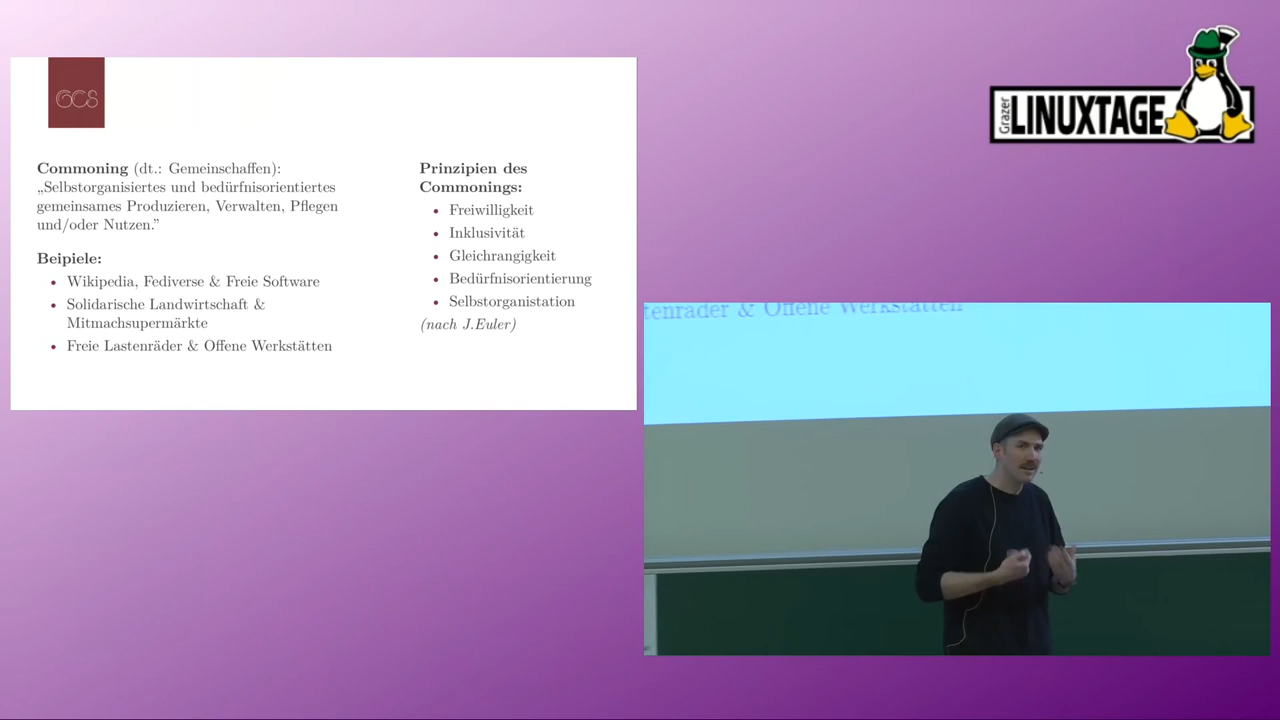 GCS
Commoning (dt.: Gemeinschaffen):
„Selbstorganisiertes und bedürfnisorientiertes
gemeinsames Produzieren, Verwalten, Pflegen
und/oder Nutzen.”
Beipiele:
• Wikipedia, Fediverse & Freie Software
• Solidarische Landwirtschaft &
Mitmachsupermärkte
• Freie Lastenräder & Offene Werkstätten
Prinzipien des
Commonings:
• Freiwilligkeit
• Inklusivität
• Gleichrangigkeit
• Bedürfnisorientierung
• Selbstorganistation
(nach J.Euler)
Grazer
LINUXTAGE
tenräder & Offene Werkstätten